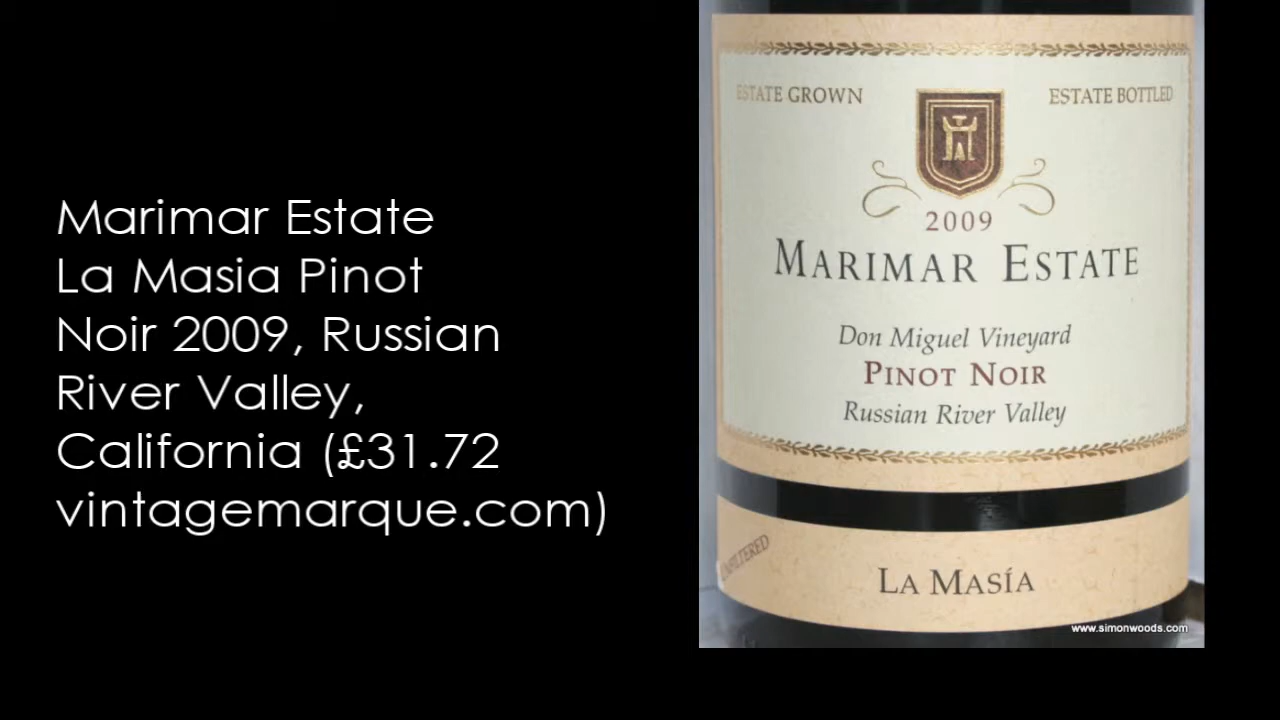 Marimar Estate
La Masia Pinot
Noir 2009, Russian
River Valley,
California (£31.72
vintagemarque.com)
ESTATE GROWN
ESTATE BOTTLED
2009
MARIMAR ESTATE
Don Miguel Vineyard
PINOT NOIR
Russian River Valley
UNFILTERED
LA MASÍA
www.simonwoods.com